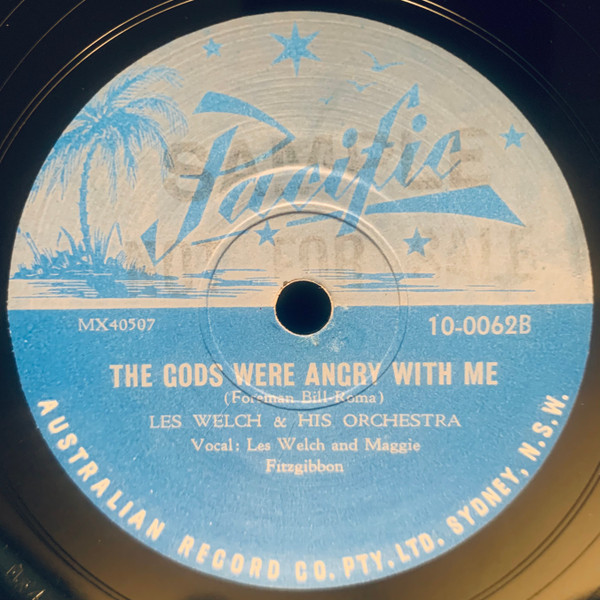 Pacific
SAMPLE
NOT FOR SALE
MX40507
10-0062B
THE GODS WERE ANGRY WITH ME
(Foreman Bill-Roma)
LES WELCH & HIS ORCHESTRA
Vocal: Les Welch and Maggie
Fitzgibbon
AUSTRALIAN RECORD CO. PTY. LTD. SYDNEY, N.S.W.